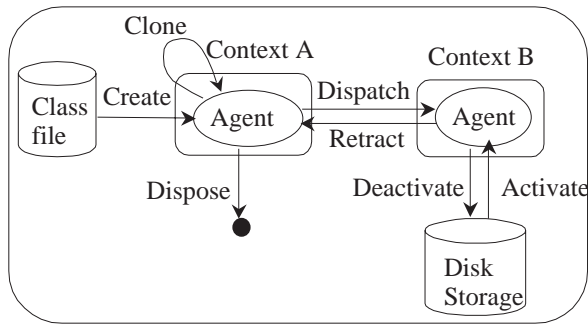 Clone
Context A
Context B
Class
file
Create
Agent
Dispatch
Retract
Agent
Dispose
Deactivate
Activate
Disk
Storage